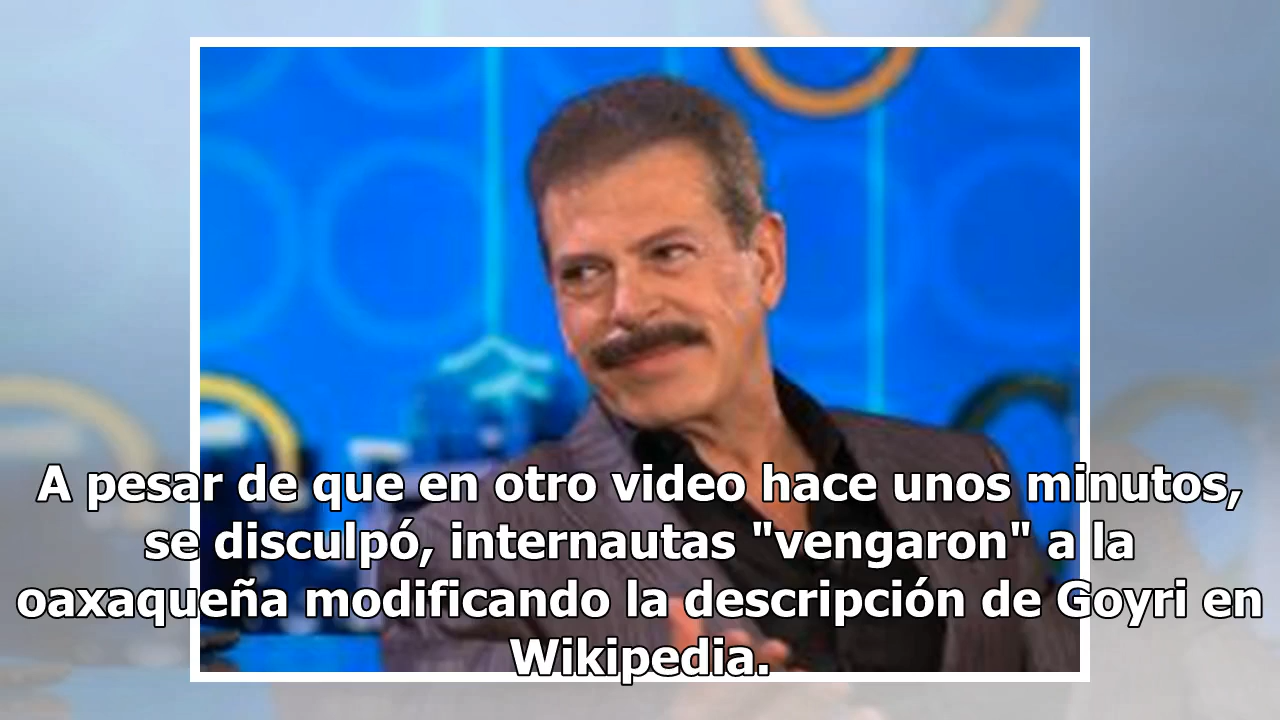 A pesar de que en otro video hace unos minutos,
se disculpó, internautas "vengaron" a la
oaxaqueña modificando la descripción de Goyri en
Wikipedia.